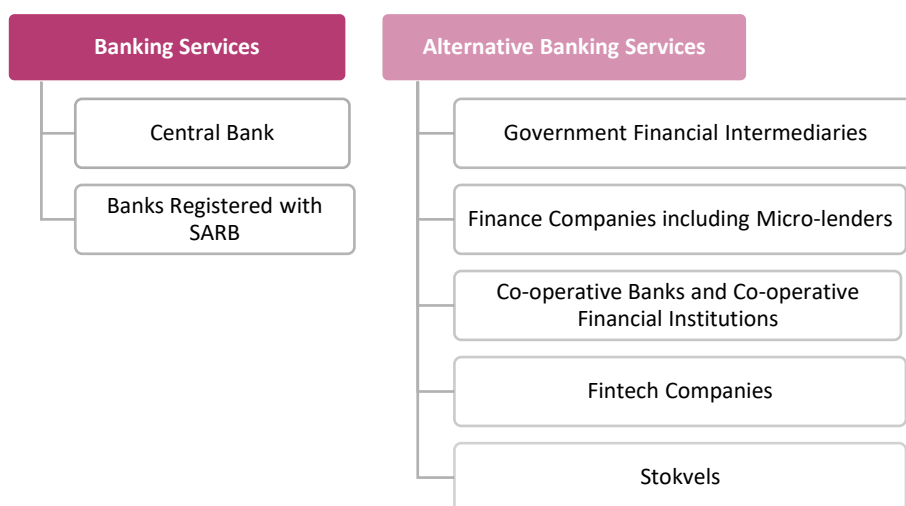 Banking Services
Central Bank
Banks Registered with
SARB
Alternative Banking Services
Government Financial Intermediaries
Finance Companies including Micro-lenders
Co-operative Banks and Co-operative
Financial Institutions
Fintech Companies
Stokvels